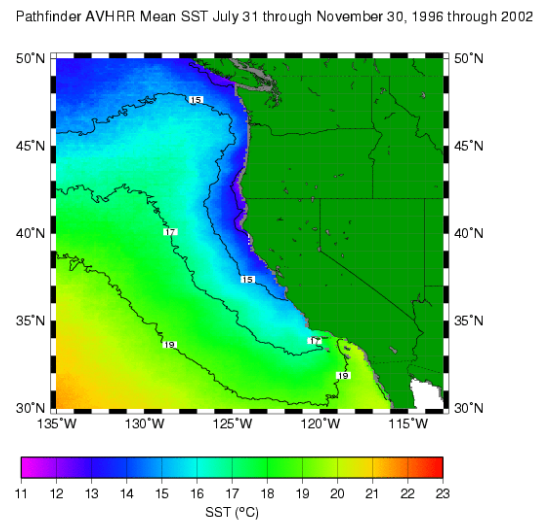 Pathfinder AVHRR Mean SST July 31 through November 30, 1996 through 2002
50°N 50°N
15
45°N 45°N
17
40°N 40°N
15
35°N 17 35°N
19
19
30°N 30°N
135°W 130°W 125°W 120°W 115°W
11 12 13 14 15 16 17 18 19 20 21 22 23
SST (°C)